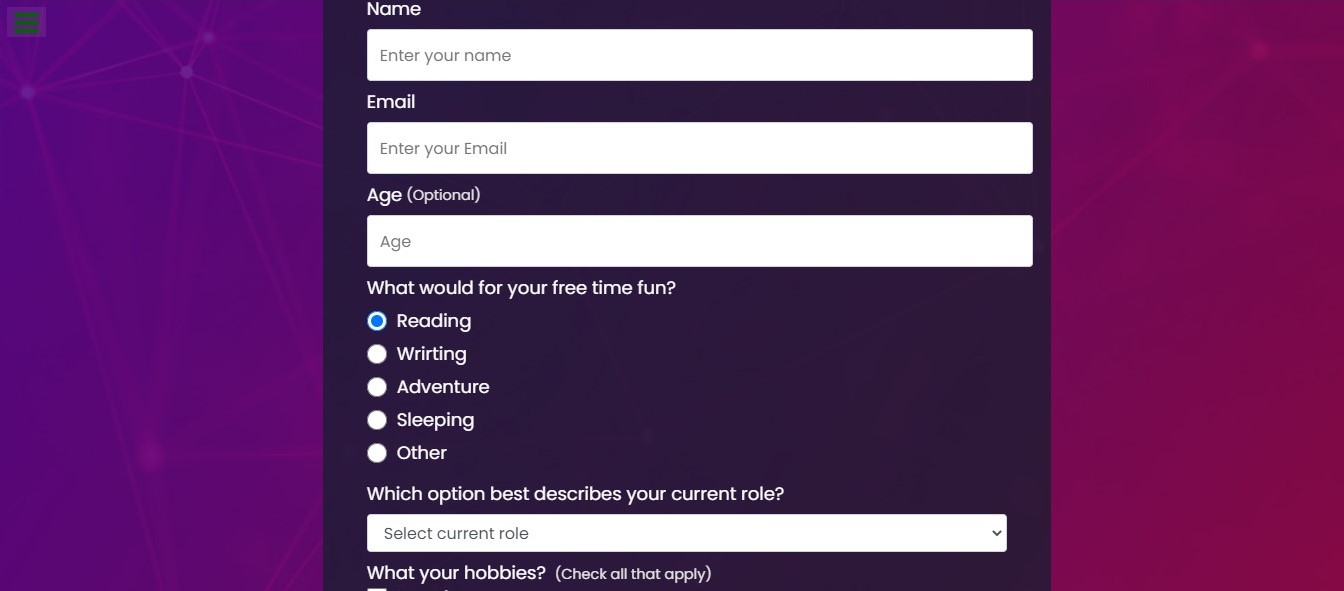 Name
Enter your name
Email
Enter your Email
Age (Optional)
Age
What would for your free time fun?
Reading
Wrirting
Adventure
Sleeping
Other
Which option best describes your current role?
Select current role
What your hobbies? (Check all that apply)